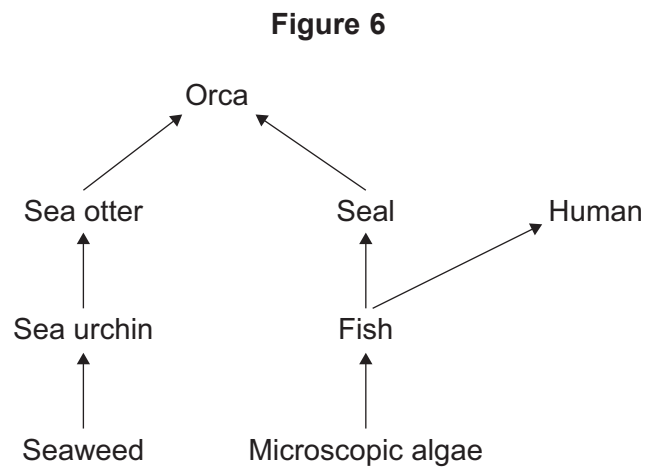 Figure 6
Orca
Sea otter Seal Human
Sea urchin Fish
Seaweed Microscopic algae